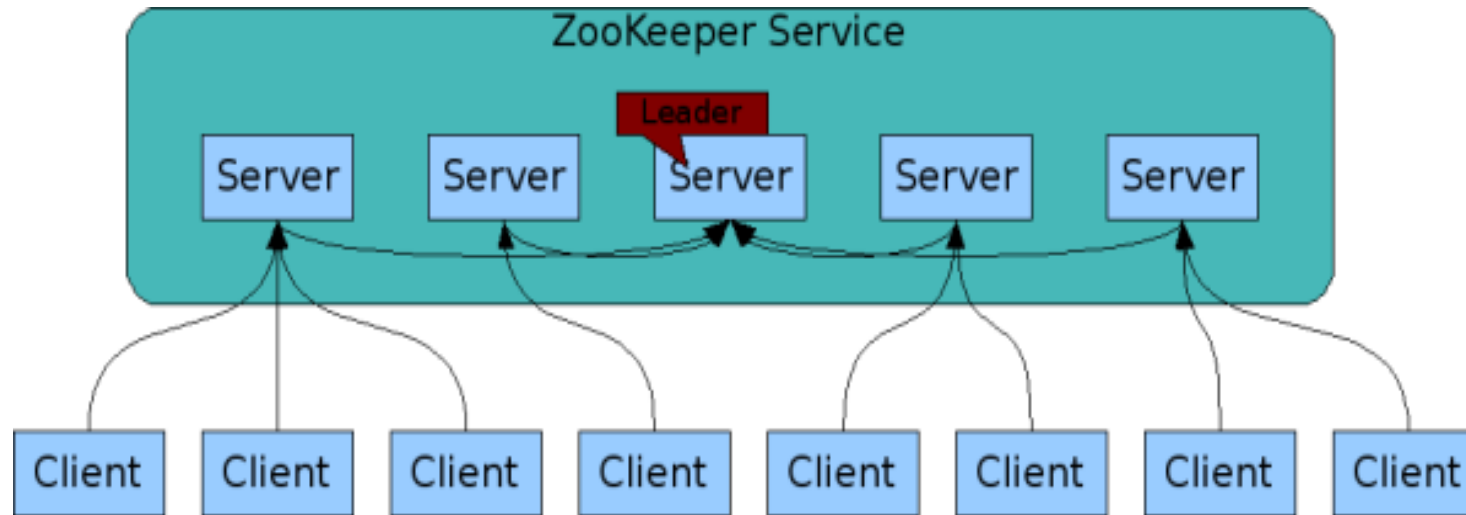 ZooKeeper Service
Leader
Server Server Server Server Server
Client Client Client Client Client Client Client Client